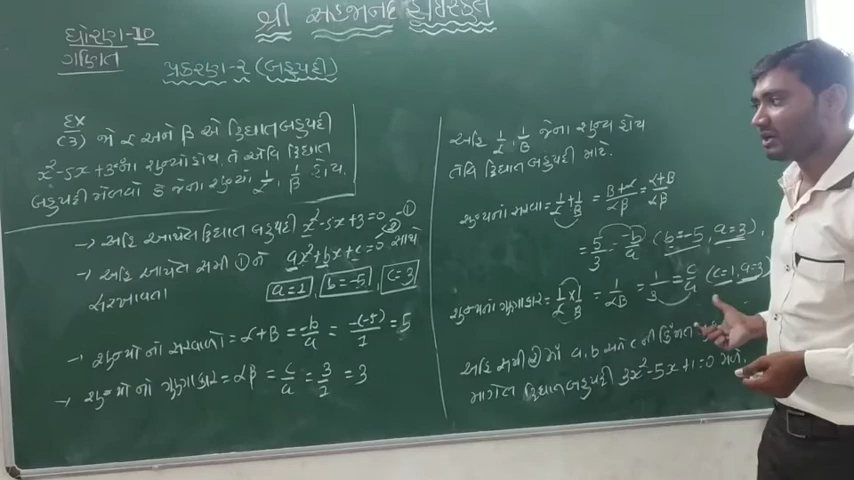 શ્રી સહજાનંદ
ધોરણ-10
ગણિત
પ્રકરણ-૨ (બહુપદી)
Ex
(3) જો α અને β એ દ્વિઘાત બહુપદી
x²-5x+3 ના શૂન્યો હોય, તો એવિ દ્વિઘાત
બહુપદી મેળવો કે જેના શુન્યો 1/α, 1/β હોય.
→ અહિ આપેલ દ્વિઘાત બહુપદી x²-5x+3=0 -①
→ અહિ આપેલ સમી ①ને ax²+bx+c=0 સાથે -②
સરખાવતા a=1, b=-5, c=3
→ શુન્યો નો સરવાળો = α+β = -b/a = -(-5)/1 = 5
→ શુન્યો નો ગુણાકાર = αβ = c/a = 3/1 = 3
અહિ 1/α, 1/β જેના શુન્ય હોય
તેવિ દ્વિઘાત બહુપદી માટે.
શુન્યનાં સરવા = 1/α + 1/β = β+α/αβ = α+β/αβ
= 5/3 = -b/a (b=-5, a=3),
શુન્યનાં ગુણાકાર = 1/α × 1/β = 1/αβ = 1/3 = c/a (c=1, a=3)
અહિ સમી ② માં a, b અને c ની કિંમત
માગેલ દ્વિઘાત બહુપદી 3x²-5x+1=0 મળે.